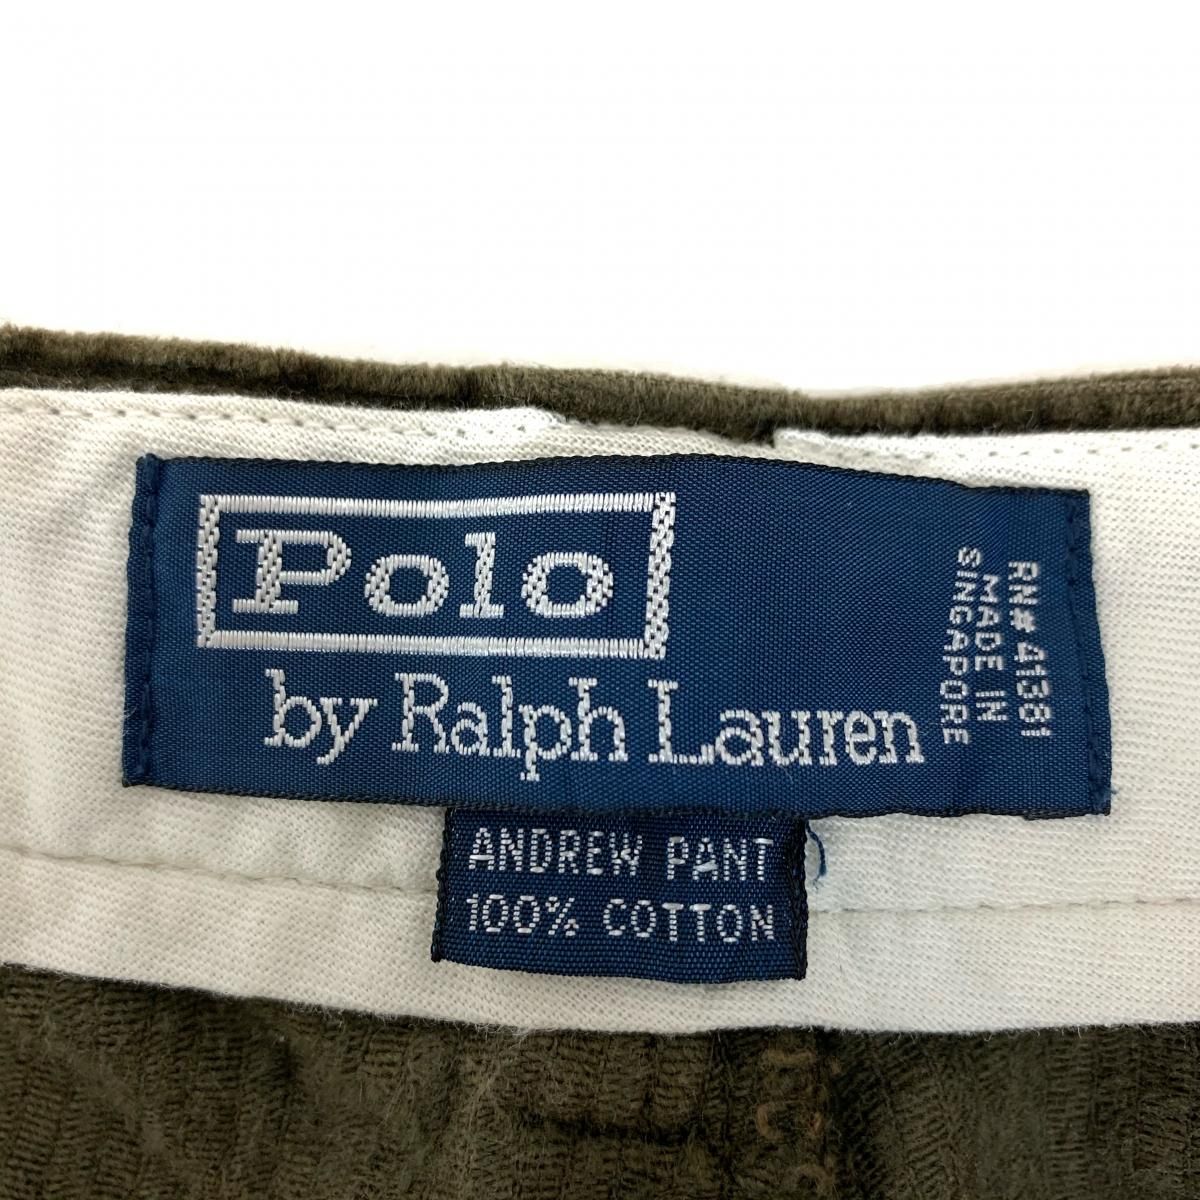 Polo
by Ralph Lauren
RN# 41381
MADE IN
SINGAPORE
ANDREW PANT
100% COTTON